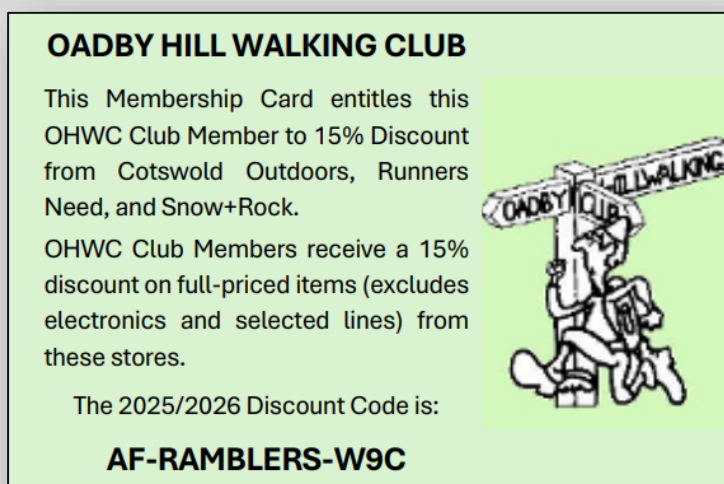 OADBY HILL WALKING CLUB
This Membership Card entitles this
OHWC Club Member to 15% Discount
from Cotswold Outdoors, Runners
Need, and Snow+Rock.
OHWC Club Members receive a 15%
discount on full-priced items (excludes
electronics and selected lines) from
these stores.
The 2025/2026 Discount Code is:
AF-RAMBLERS-W9C
HILLWALKING
OADBY
CLUB